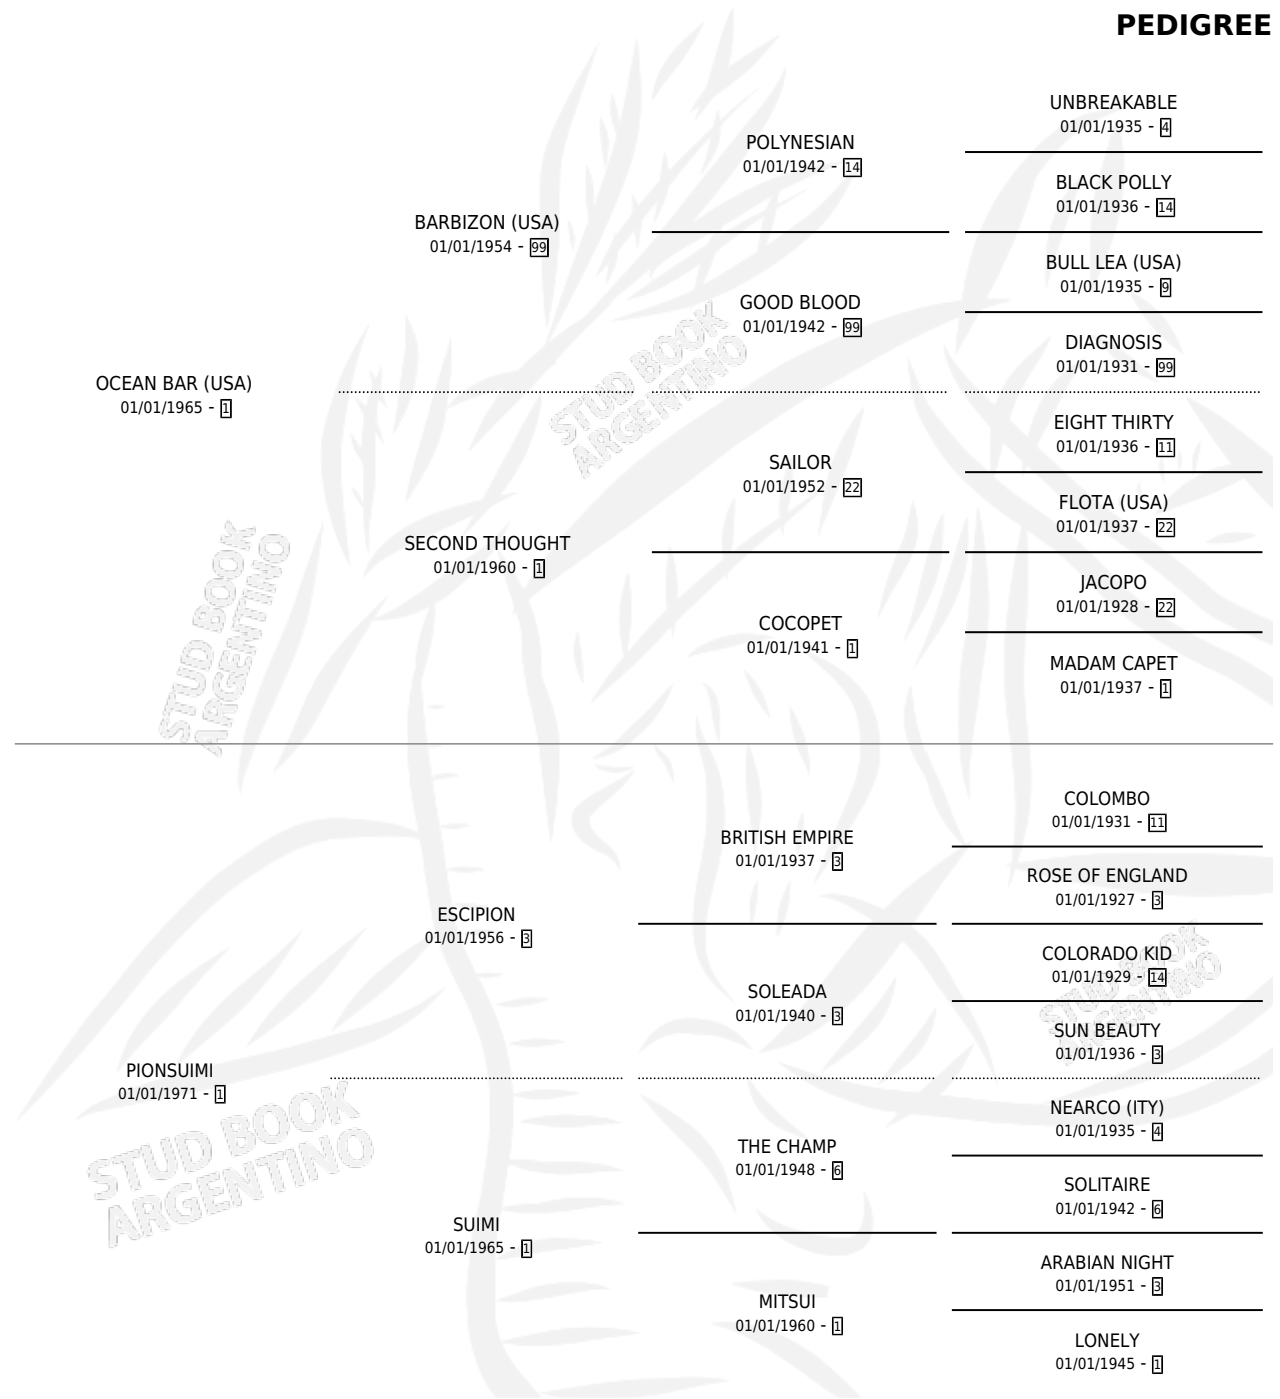 PEDIGREE
UNBREAKABLE
01/01/1935 - 4
POLYNESIAN
01/01/1942 - 14
BLACK POLLY
01/01/1936 - 14
BARBIZON (USA)
01/01/1954 - 99
BULL LEA (USA)
01/01/1935 - 9
GOOD BLOOD
01/01/1942 - 99
DIAGNOSIS
01/01/1931 - 99
OCEAN BAR (USA)
01/01/1965 - 1
EIGHT THIRTY
01/01/1936 - 11
SAILOR
01/01/1952 - 22
FLOTA (USA)
01/01/1937 - 22
SECOND THOUGHT
01/01/1960 - 1
JACOPO
01/01/1928 - 22
COCOPET
01/01/1941 - 1
MADAM CAPET
01/01/1937 - 1
COLOMBO
01/01/1931 - 11
BRITISH EMPIRE
01/01/1937 - 3
ROSE OF ENGLAND
01/01/1927 - 3
ESCIPION
01/01/1956 - 3
COLORADO KID
01/01/1929 - 14
SOLEADA
01/01/1940 - 3
SUN BEAUTY
01/01/1936 - 3
PIONSUIMI
01/01/1971 - 1
NEARCO (ITY)
01/01/1935 - 4
THE CHAMP
01/01/1948 - 6
SOLITAIRE
01/01/1942 - 6
SUIMI
01/01/1965 - 1
ARABIAN NIGHT
01/01/1951 - 3
MITSUI
01/01/1960 - 1
LONELY
01/01/1945 - 1
STUD BOOK
ARGENTINO
STUD BOOK
ARGENTINO
STUD BOOK
ARGENTINO
STUD BOOK
ARGENTINO